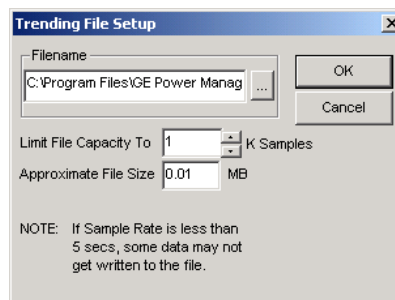 Trending File Setup
Filename
C:\Program Files\GE Power Manag
...
OK
Cancel
Limit File Capacity To 1 K Samples
Approximate File Size 0.01 MB
NOTE: If Sample Rate is less than
5 secs, some data may not
get written to the file.